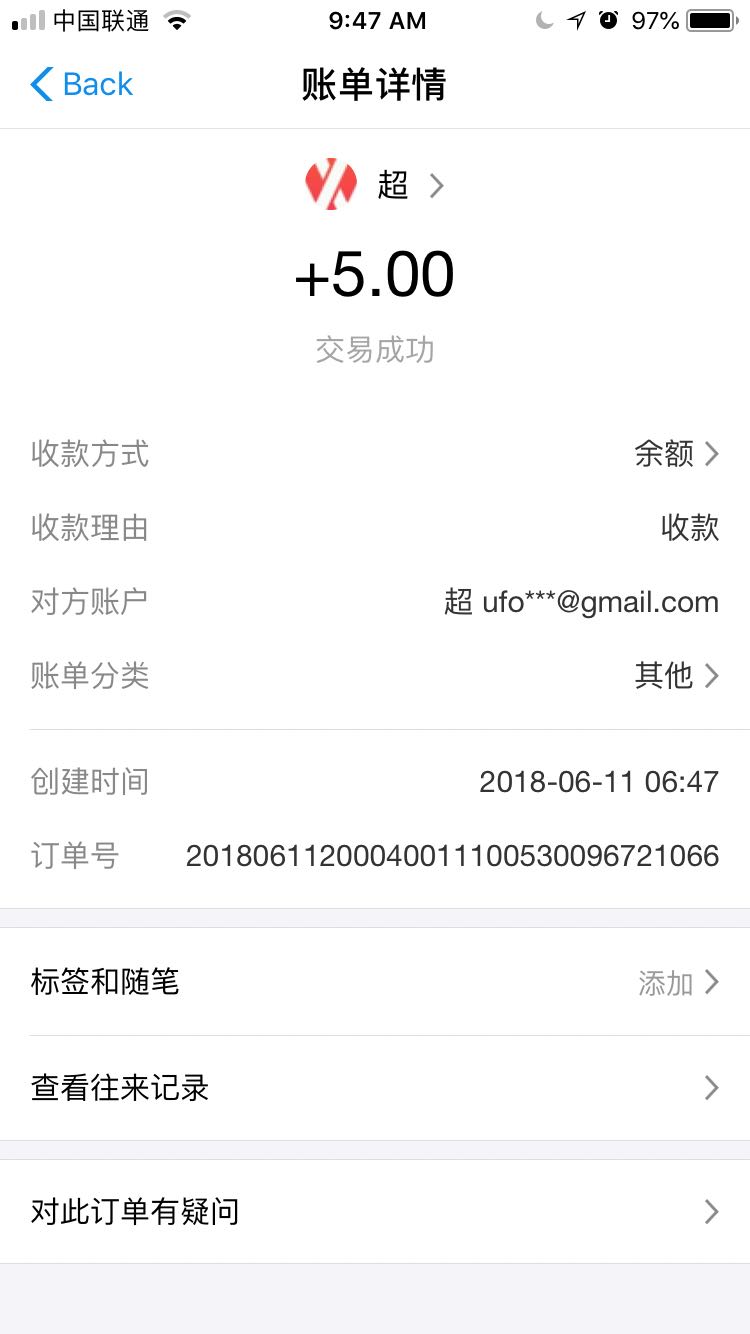 中国联通 9:47 AM 97%
Back 账单详情
超
+5.00
交易成功
收款方式 余额
收款理由 收款
对方账户 超 ufo***@gmail.com
账单分类 其他
创建时间 2018-06-11 06:47
订单号 20180611200040011100530096721066
标签和随笔 添加
查看往来记录
对此订单有疑问